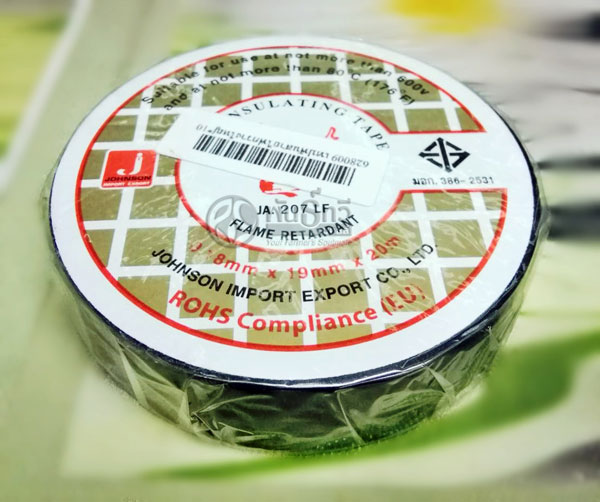 Suitable for use at not more than 600v
and at not more than 80°C (176°F)
INSULATING TAPE
JOHNSON
IMPORT EXPORT
มอก. 386-2531
JA. 207 LF
FLAME RETARDANT
8mm × 19mm × 20m
JOHNSON IMPORT EXPORT CO., LTD.
ROHS Compliance (EU)